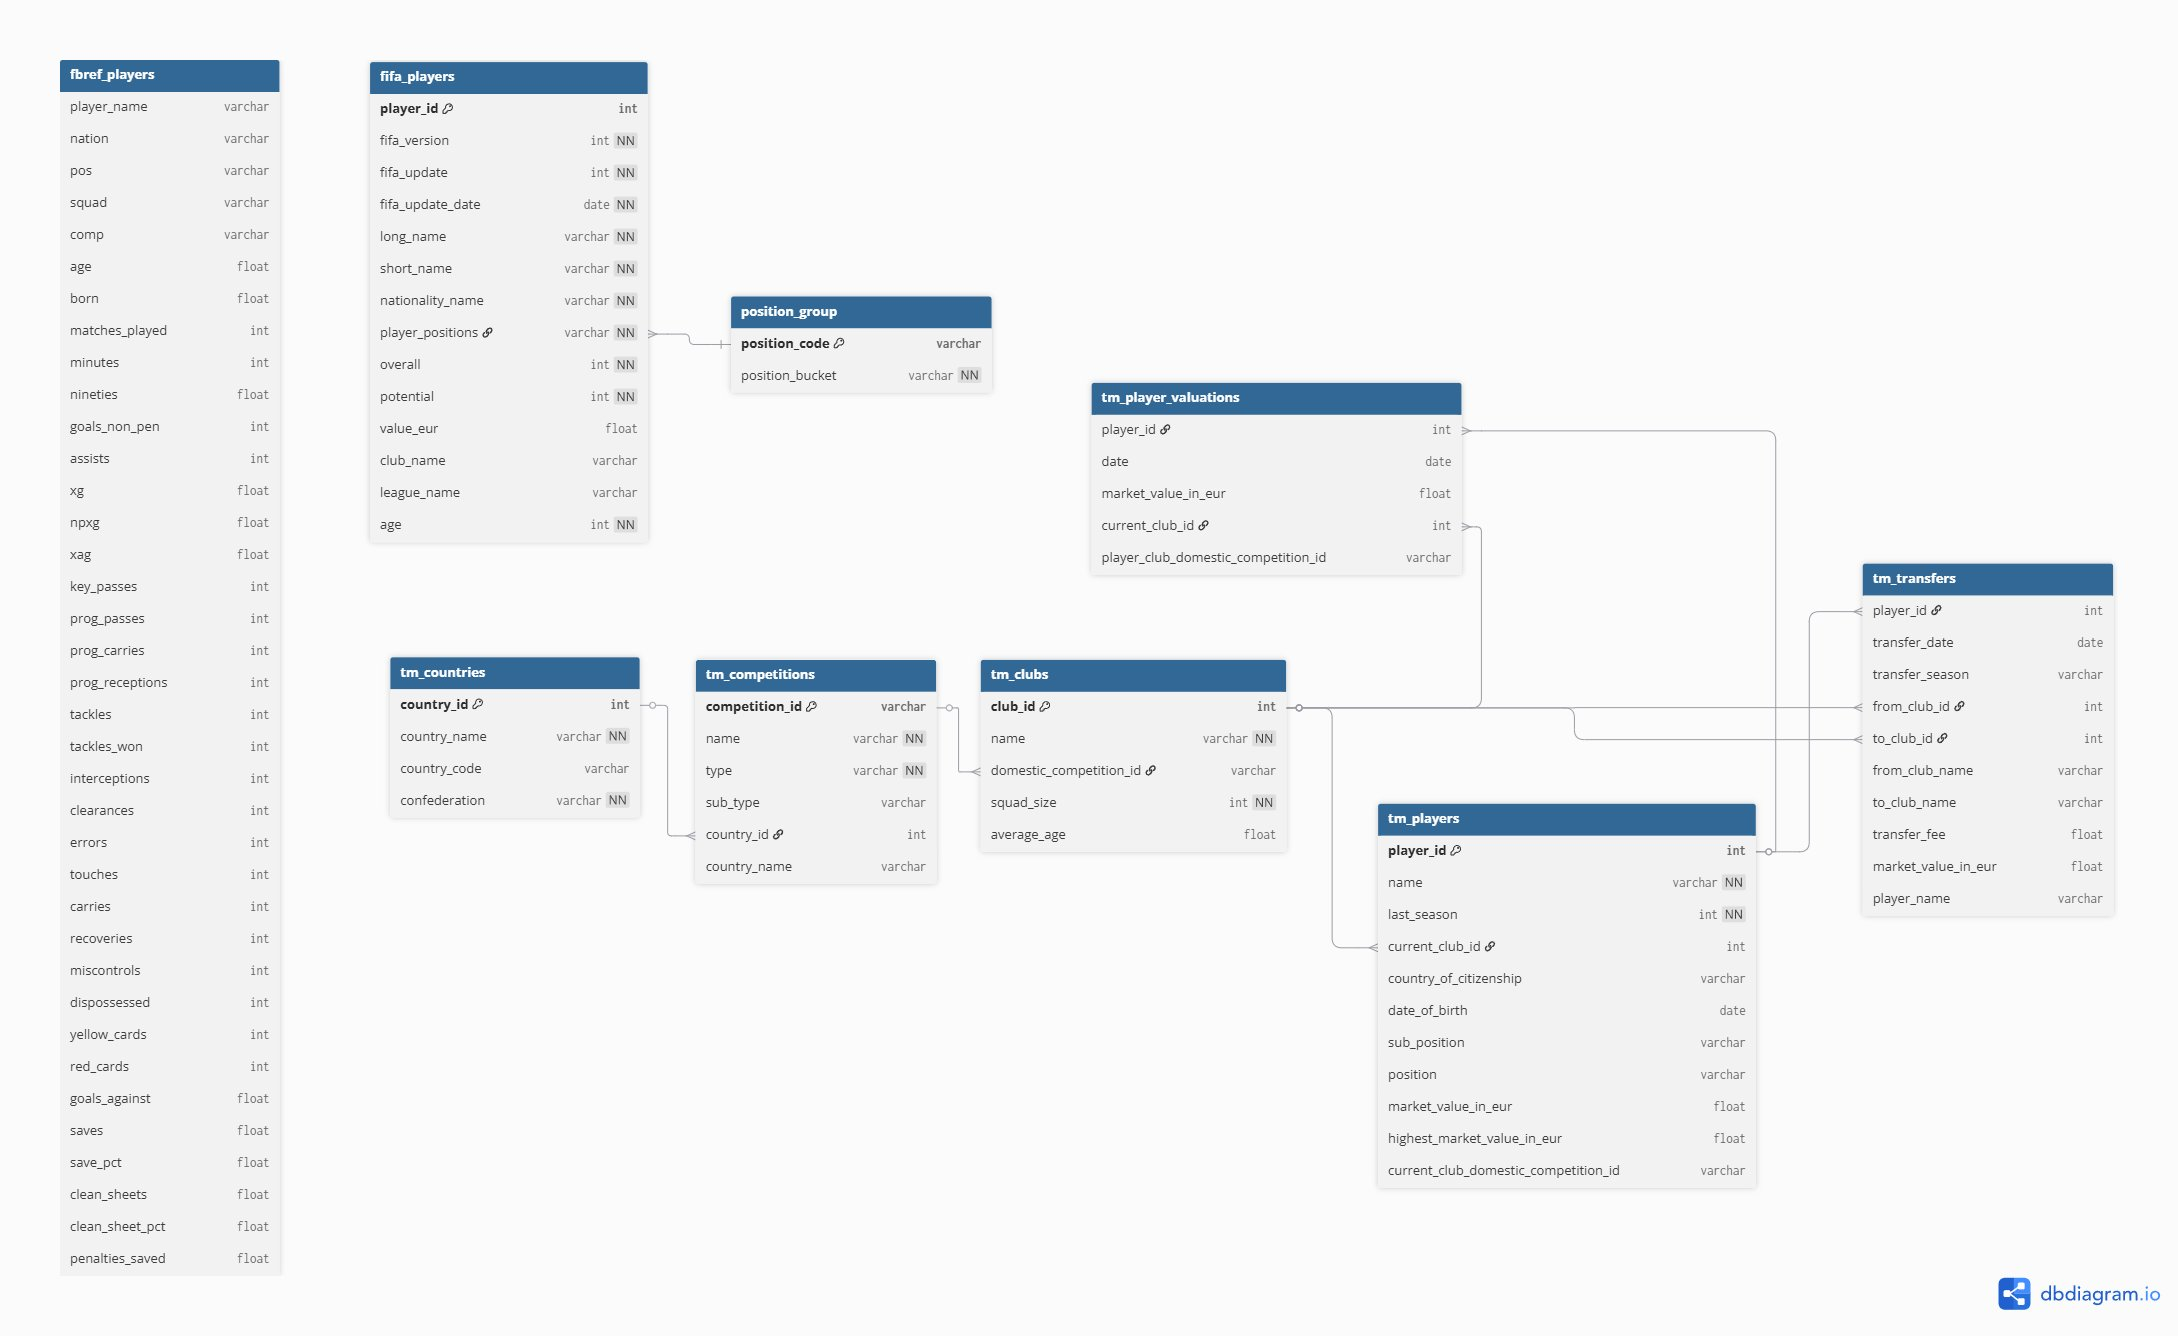 fbref_players
player_name varchar
nation varchar
pos varchar
squad varchar
comp varchar
age float
born float
matches_played int
minutes int
nineties float
goals_non_pen int
assists int
xg float
npxg float
xag float
key_passes int
prog_passes int
prog_carries int
prog_receptions int
tackles int
tackles_won int
interceptions int
clearances int
errors int
touches int
carries int
recoveries int
miscontrols int
dispossessed int
yellow_cards int
red_cards int
goals_against float
saves float
save_pct float
clean_sheets float
clean_sheet_pct float
penalties_saved float
fifa_players
player_id int
fifa_version int NN
fifa_update int NN
fifa_update_date date NN
long_name varchar NN
short_name varchar NN
nationality_name varchar NN
player_positions varchar NN
overall int NN
potential int NN
value_eur float
club_name varchar
league_name varchar
age int NN
position_group
position_code varchar
position_bucket varchar NN
tm_player_valuations
player_id int
date date
market_value_in_eur float
current_club_id int
player_club_domestic_competition_id varchar
tm_countries
country_id int
country_name varchar NN
country_code varchar
confederation varchar NN
tm_competitions
competition_id varchar
name varchar NN
type varchar NN
sub_type varchar
country_id int
country_name varchar
tm_clubs
club_id int
name varchar NN
domestic_competition_id varchar
squad_size int NN
average_age float
tm_players
player_id int
name varchar NN
last_season int NN
current_club_id int
country_of_citizenship varchar
date_of_birth date
sub_position varchar
position varchar
market_value_in_eur float
highest_market_value_in_eur float
current_club_domestic_competition_id varchar
tm_transfers
player_id int
transfer_date date
transfer_season varchar
from_club_id int
to_club_id int
from_club_name varchar
to_club_name varchar
transfer_fee float
market_value_in_eur float
player_name varchar
dbdiagram.io